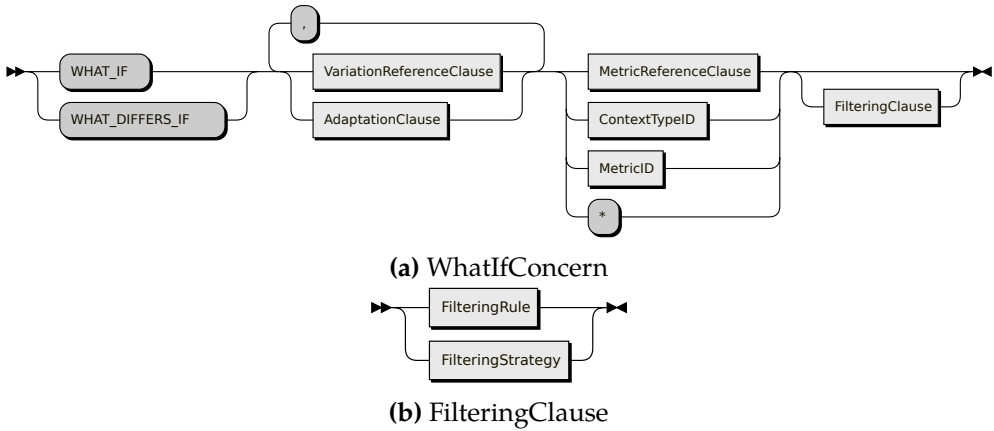 ,
WHAT_IF VariationReferenceClause MetricReferenceClause
WHAT_DIFFERS_IF AdaptationClause ContextTypeID FilteringClause
MetricID
*
(a) WhatIfConcern
FilteringRule
FilteringStrategy
(b) FilteringClause